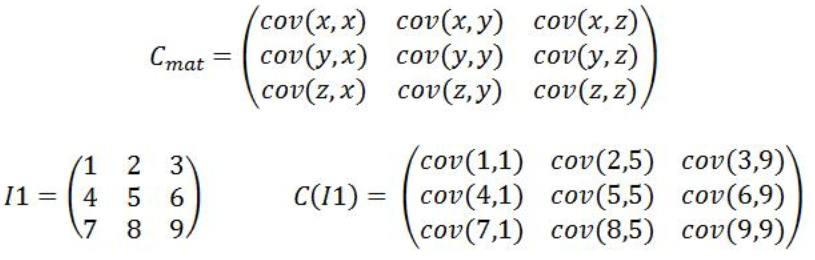 C_mat = (cov(x,x) cov(x,y) cov(x,z)
cov(y,x) cov(y,y) cov(y,z)
cov(z,x) cov(z,y) cov(z,z))
I1 = (1 2 3
4 5 6
7 8 9)
C(I1) = (cov(1,1) cov(2,5) cov(3,9)
cov(4,1) cov(5,5) cov(6,9)
cov(7,1) cov(8,5) cov(9,9))